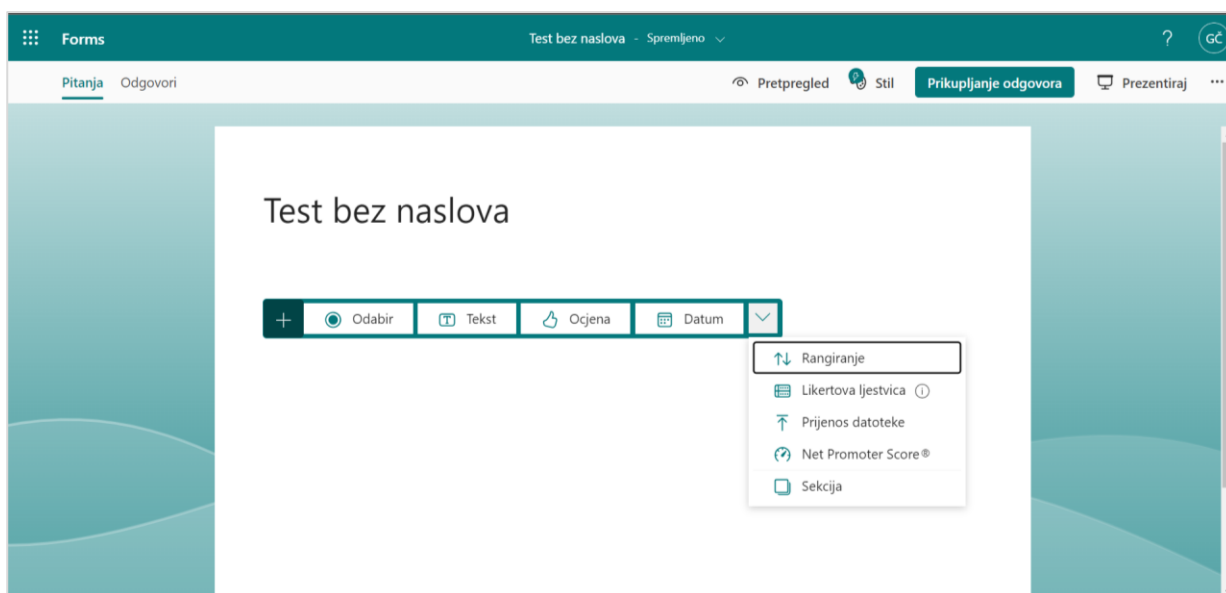 Forms Test bez naslova - Spremljeno ? GČ
Pitanja Odgovori Pretpregled Stil Prikupljanje odgovora Prezentiraj ...
Test bez naslova
+ Odabir Tekst Ocjena Datum
Rangiranje
Likertova ljestvica
Prijenos datoteke
Net Promoter Score®
Sekcija